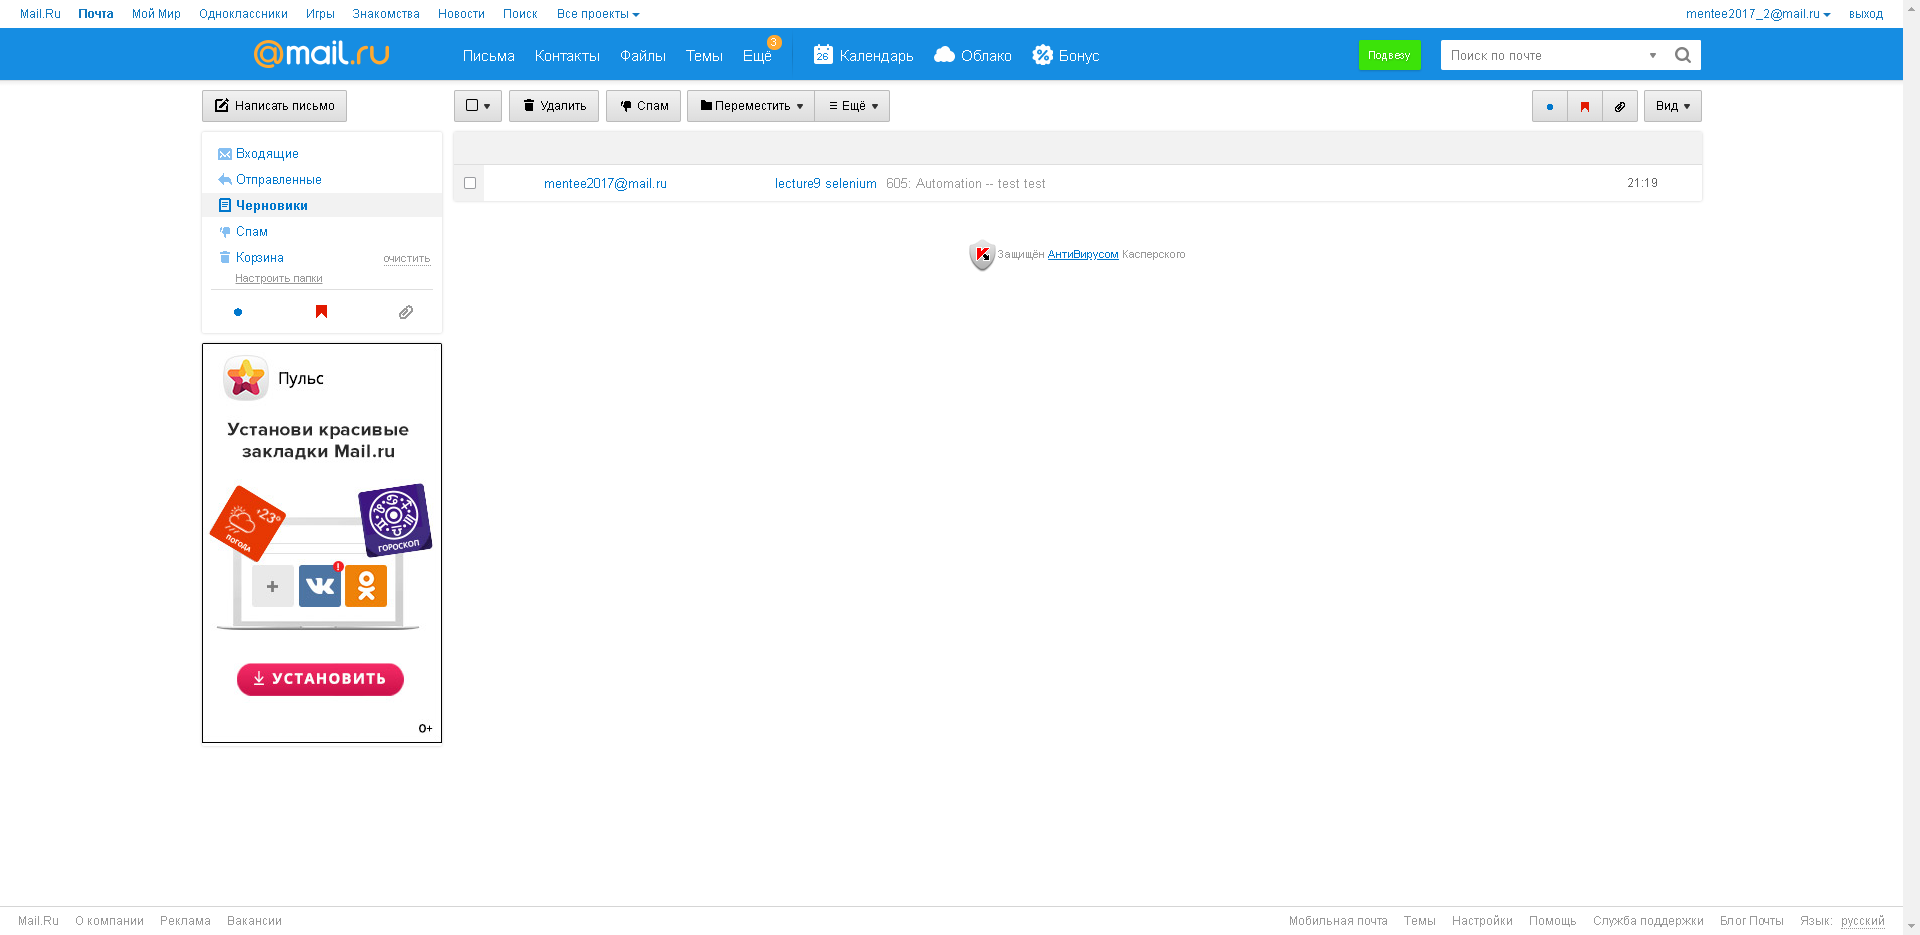 Mail.Ru Почта Мой Мир Одноклассники Игры Знакомства Новости Поиск Все проекты mentee2017_2@mail.ru выход
@mail.ru Письма Контакты Файлы Темы Ещё 3 26 Календарь Облако % Бонус Подвезу Поиск по почте
Написать письмо Удалить Спам Переместить Ещё Вид
Входящие
Отправленные
Черновики
Спам
Корзина очистить
Настроить папки
mentee2017@mail.ru lecture9 selenium 605: Automation -- test test 21:19
Защищён АнтиВирусом Касперского
Пульс
Установи красивые
закладки Mail.ru
+23°
ПОГОДА
ГОРОСКОП
+ !
УСТАНОВИТЬ
0+
Mail.Ru О компании Реклама Вакансии Мобильная почта Темы Настройки Помощь Служба поддержки Блог Почты Язык: русский